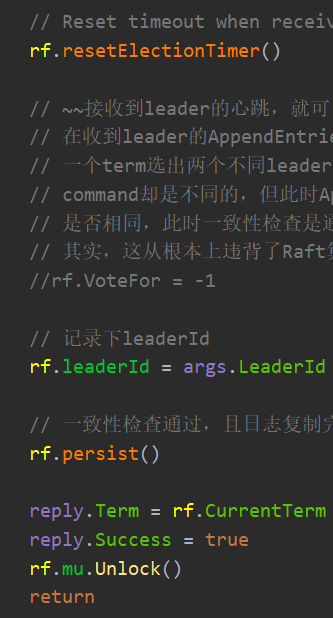 // Reset timeout when receiv
rf.resetElectionTimer()
// ~~接收到leader的心跳，就可
// 在收到leader的AppendEntrie
// 一个term选出两个不同leader
// command却是不同的，但此时Ap
// 是否相同，此时一致性检查是通
// 其实，这从根本上违背了Raft算
//rf.VoteFor = -1
// 记录下leaderId
rf.leaderId = args.LeaderId
// 一致性检查通过，且日志复制完
rf.persist()
reply.Term = rf.CurrentTerm
reply.Success = true
rf.mu.Unlock()
return